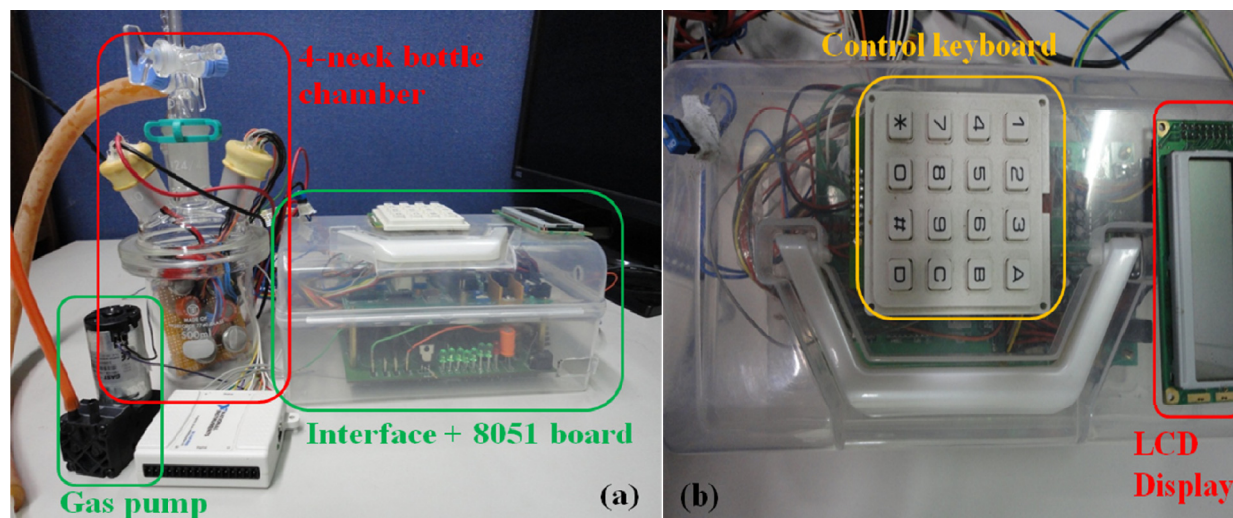 4-neck bottle
chamber
Interface + 8051 board
Gas pump
(a)
Control keyboard
* 7 4 1
0 8 5 2
# 9 6 3
D C B A
LCD
Display
(b)
24